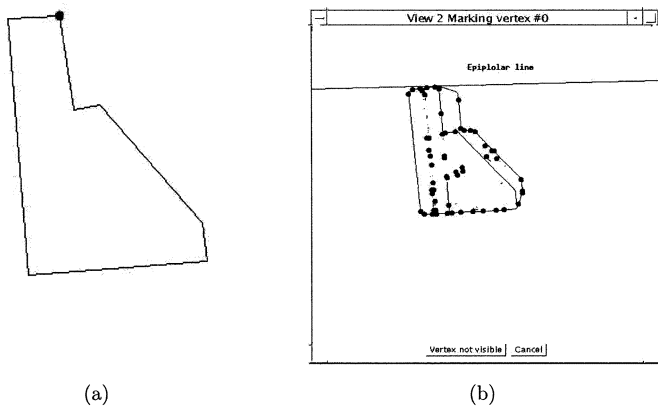 View 2 Marking vertex #0
Epiplolar line
Vertex not visible
Cancel
(a)
(b)